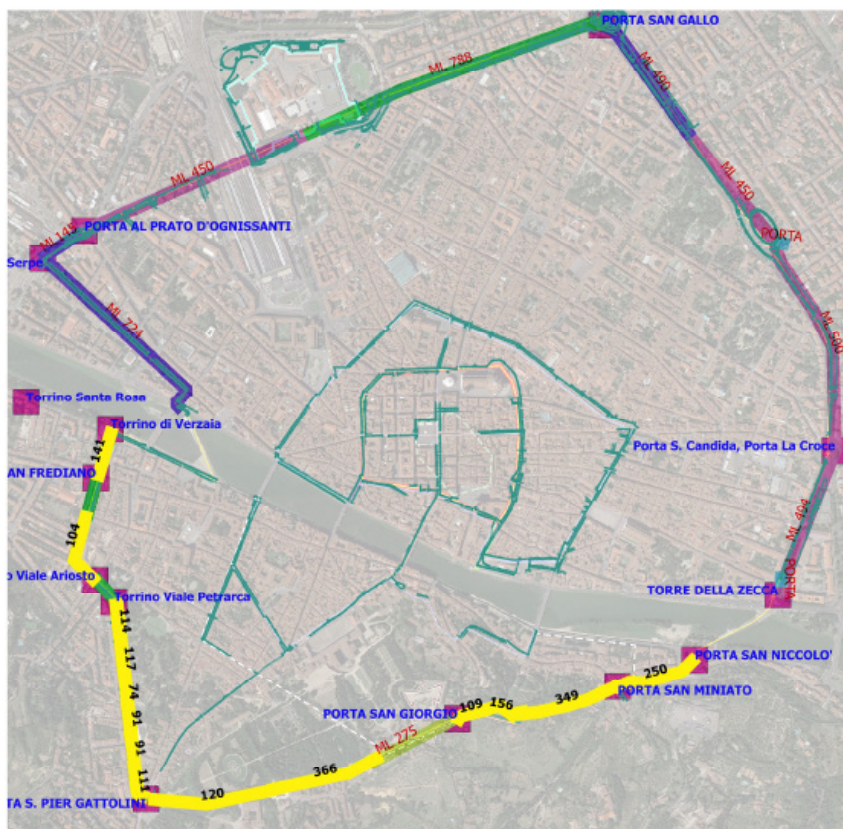 PORTA SAN GALLO
ML 788
ML 490
ML 450
ML 450
PORTA AL PRATO D'OGNISSANTI
PORTA
Serpe
ML 724
ML 500
Torrino Santa Rosa
Torrino di Verzaia
141
Porta S. Candida, Porta La Croce
AN FREDIANO
ML 494
104
o Viale Ariosto
PORTA
TORRE DELLA ZECCA
Torrino Viale Petrarca
114
117
PORTA SAN NICCOLO'
250
74
PORTA SAN MINIATO
349
PORTA SAN GIORGIO
109
156
91
ML 275
91
366
111
120
TA S. PIER GATTOLINI